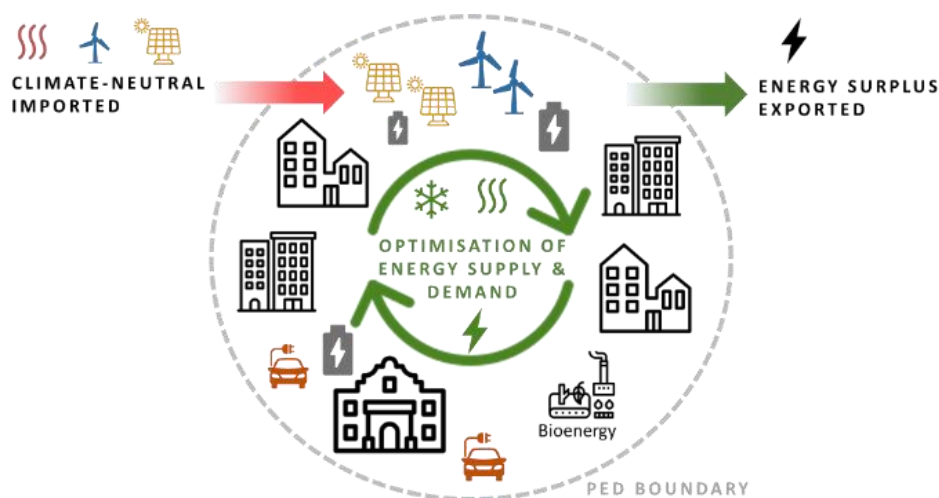 CLIMATE-NEUTRAL
IMPORTED
ENERGY SURPLUS
EXPORTED
OPTIMISATION OF
ENERGY SUPPLY &
DEMAND
Bioenergy
PED BOUNDARY